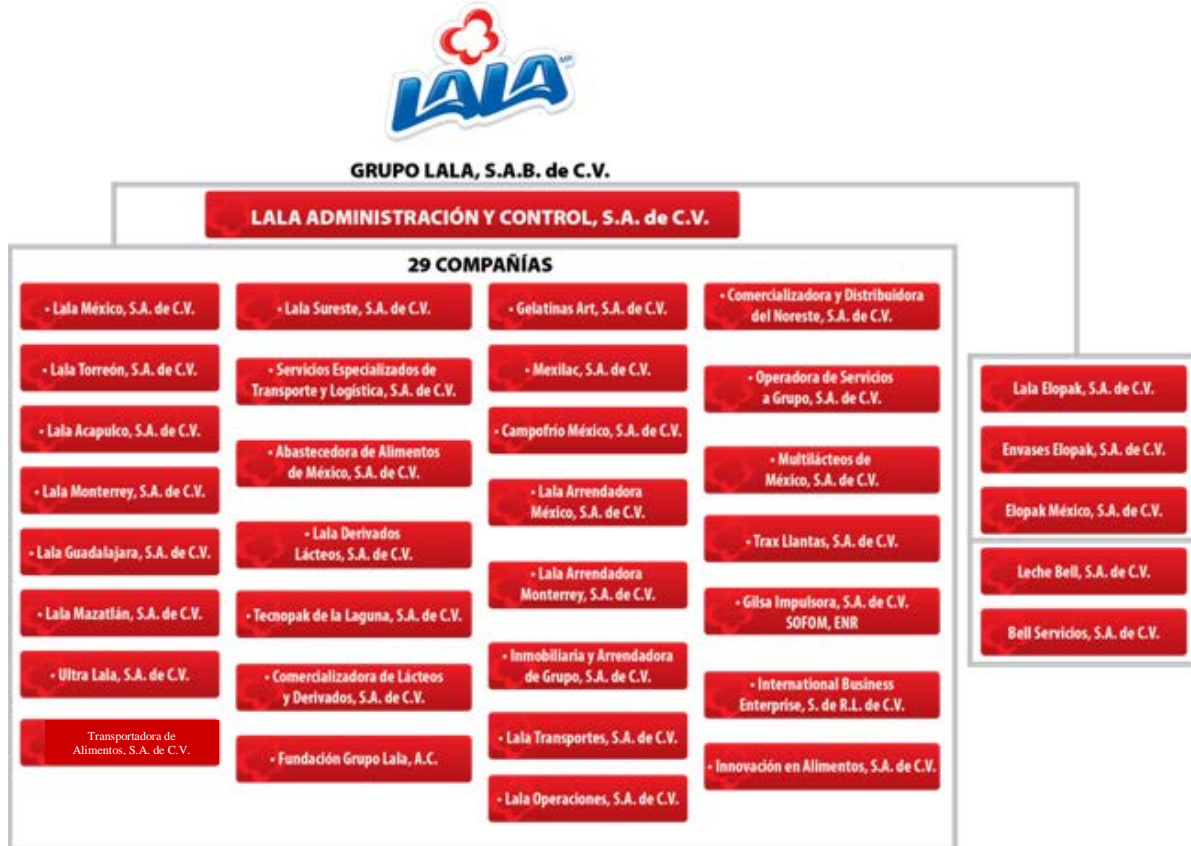 LALA
GRUPO LALA, S.A.B. de C.V.
LALA ADMINISTRACIÓN Y CONTROL, S.A. de C.V.
29 COMPAÑÍAS
• Lala México, S.A. de C.V.
• Lala Torreón, S.A. de C.V.
• Lala Acapulco, S.A. de C.V.
• Lala Monterrey, S.A. de C.V.
• Lala Guadalajara, S.A. de C.V.
• Lala Mazatlán, S.A. de C.V.
• Ultra Lala, S.A. de C.V.
Transportadora de
Alimentos, S.A. de C.V.
• Lala Sureste, S.A. de C.V.
• Servicios Especializados de
Transporte y Logística, S.A. de C.V.
• Abastecedora de Alimentos
de México, S.A. de C.V.
• Lala Derivados
Lácteos, S.A. de C.V.
• Tecnopak de la Laguna, S.A. de C.V.
• Comercializadora de Lácteos
y Derivados, S.A. de C.V.
• Fundación Grupo Lala, A.C.
• Gelatinas Art, S.A. de C.V.
• Mexilac, S.A. de C.V.
• Campofrío México, S.A. de C.V.
• Lala Arrendadora
México, S.A. de C.V.
• Lala Arrendadora
Monterrey, S.A. de C.V.
• Inmobiliaria y Arrendadora
de Grupo, S.A. de C.V.
• Lala Transportes, S.A. de C.V.
• Lala Operaciones, S.A. de C.V.
• Comercializadora y Distribuidora
del Noreste, S.A. de C.V.
• Operadora de Servicios
a Grupo, S.A. de C.V.
• Multilácteos de
México, S.A. de C.V.
• Trax Llantas, S.A. de C.V.
• Gilsa Impulsora, S.A. de C.V.
SOFOM, ENR
• International Business
Enterprise, S. de R.L. de C.V.
• Innovación en Alimentos, S.A. de C.V.
Lala Elopak, S.A. de C.V.
Envases Elopak, S.A. de C.V.
Elopak México, S.A. de C.V.
Leche Bell, S.A. de C.V.
Bell Servicios, S.A. de C.V.